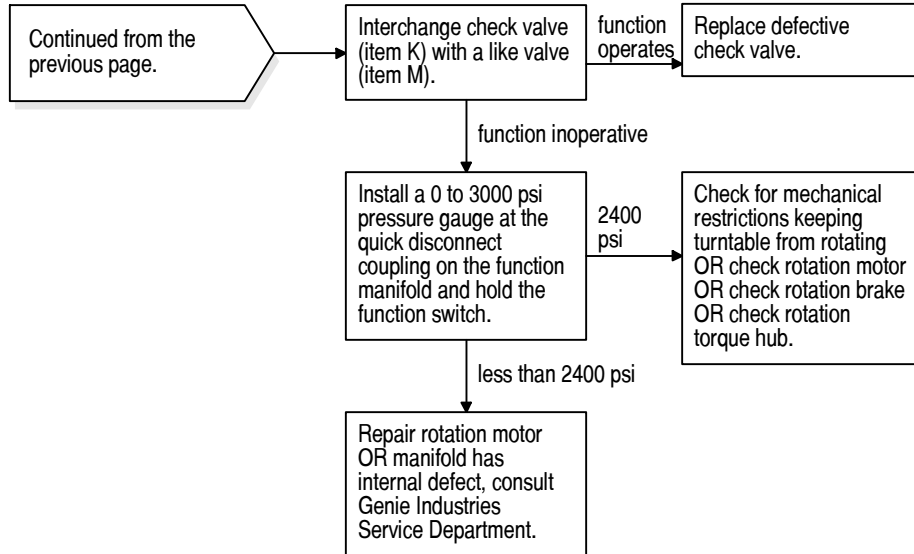 Continued from the
previous page.
Interchange check valve
(item K) with a like valve
(item M).
function
operates
Replace defective
check valve.
function inoperative
Install a 0 to 3000 psi
pressure gauge at the
quick disconnect
coupling on the function
manifold and hold the
function switch.
2400
psi
Check for mechanical
restrictions keeping
turntable from rotating
OR check rotation motor
OR check rotation brake
OR check rotation
torque hub.
less than 2400 psi
Repair rotation motor
OR manifold has
internal defect, consult
Genie Industries
Service Department.